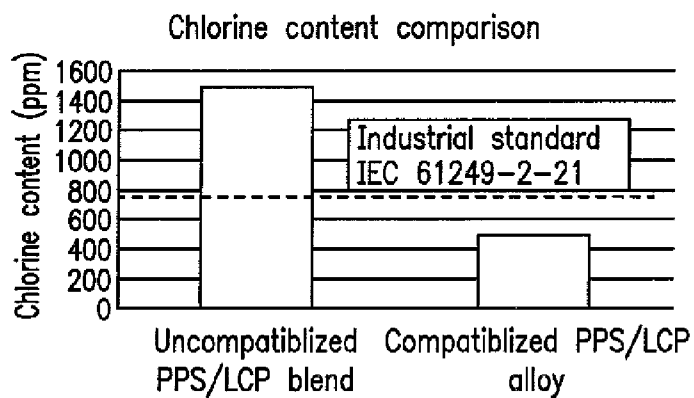 Chlorine content comparison
Chlorine content (ppm)
1600
1400
1200
1000
800
600
400
200
0
Industrial standard
IEC 61249-2-21
Uncompatiblized
PPS/LCP blend
Compatiblized PPS/LCP
alloy